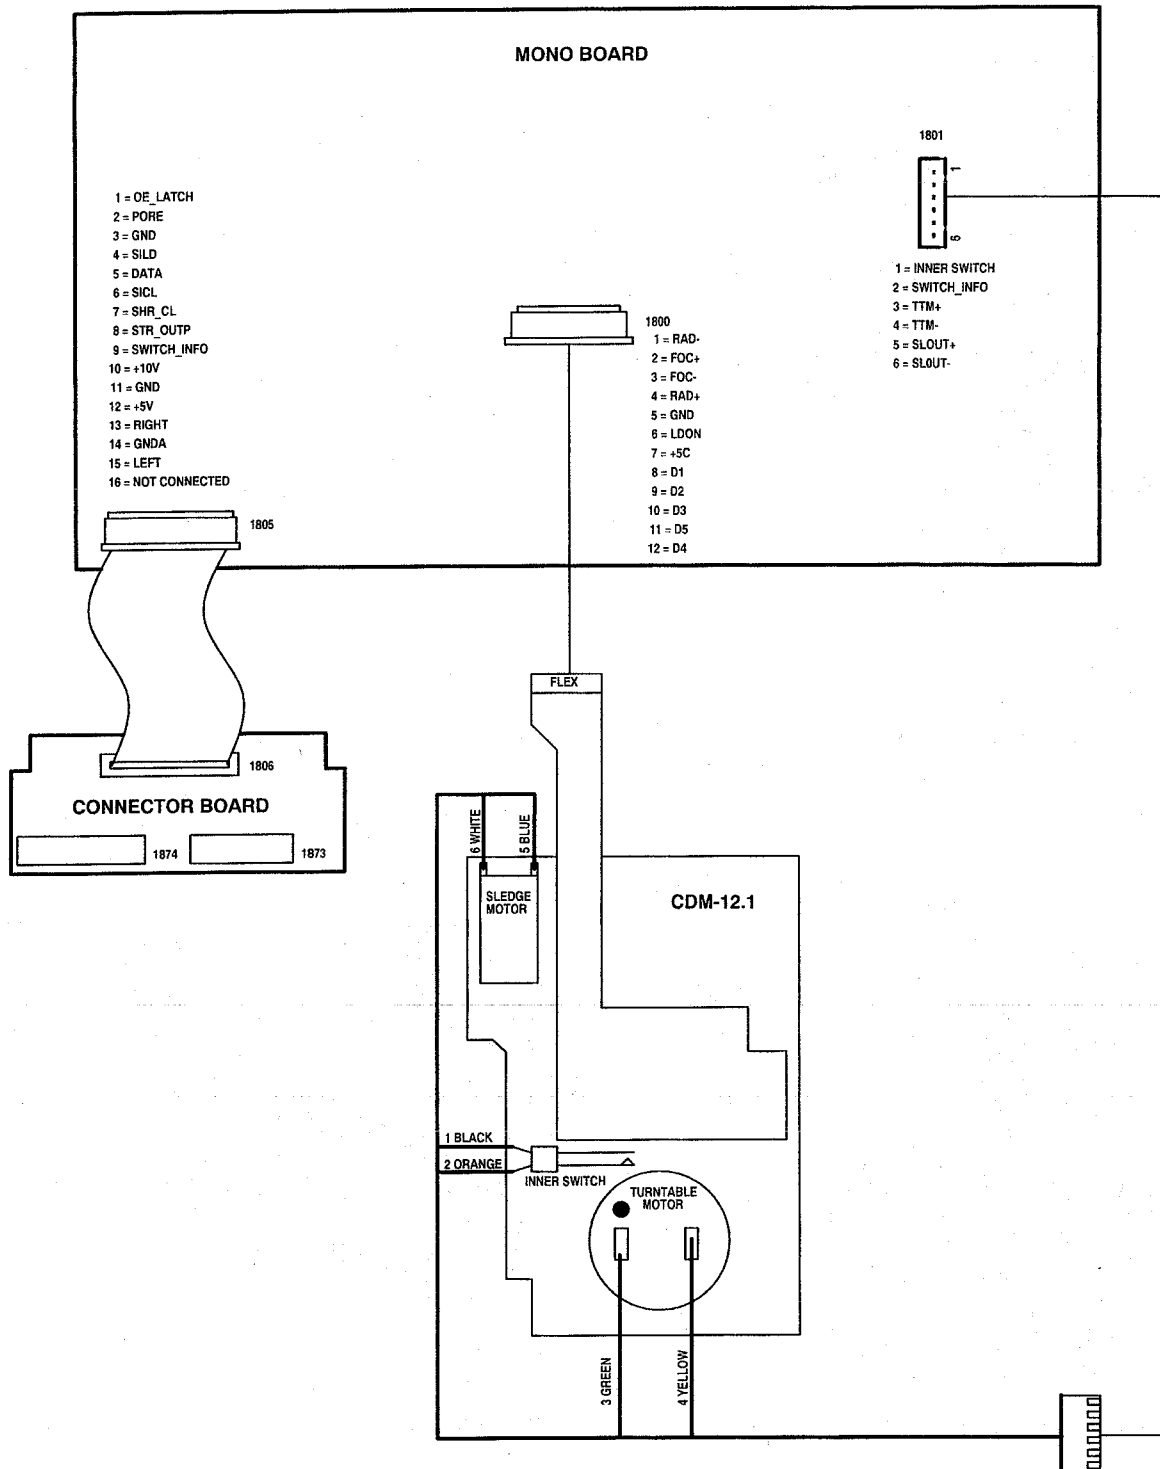 MONO BOARD
1801
1
6
1 = INNER SWITCH
2 = SWITCH_INFO
3 = TTM+
4 = TTM-
5 = SLOUT+
6 = SLOUT-
1 = OE_LATCH
2 = PORE
3 = GND
4 = SILD
5 = DATA
6 = SICL
7 = SHR_CL
8 = STR_OUTP
9 = SWITCH_INFO
10 = +10V
11 = GND
12 = +5V
13 = RIGHT
14 = GNDA
15 = LEFT
16 = NOT CONNECTED
1805
1800
1 = RAD-
2 = FOC+
3 = FOC-
4 = RAD+
5 = GND
6 = LDON
7 = +5C
8 = D1
9 = D2
10 = D3
11 = D5
12 = D4
FLEX
1806
CONNECTOR BOARD
1874
1873
6 WHITE
5 BLUE
SLEDGE
MOTOR
CDM-12.1
1 BLACK
2 ORANGE
INNER SWITCH
TURNTABLE
MOTOR
3 GREEN
4 YELLOW